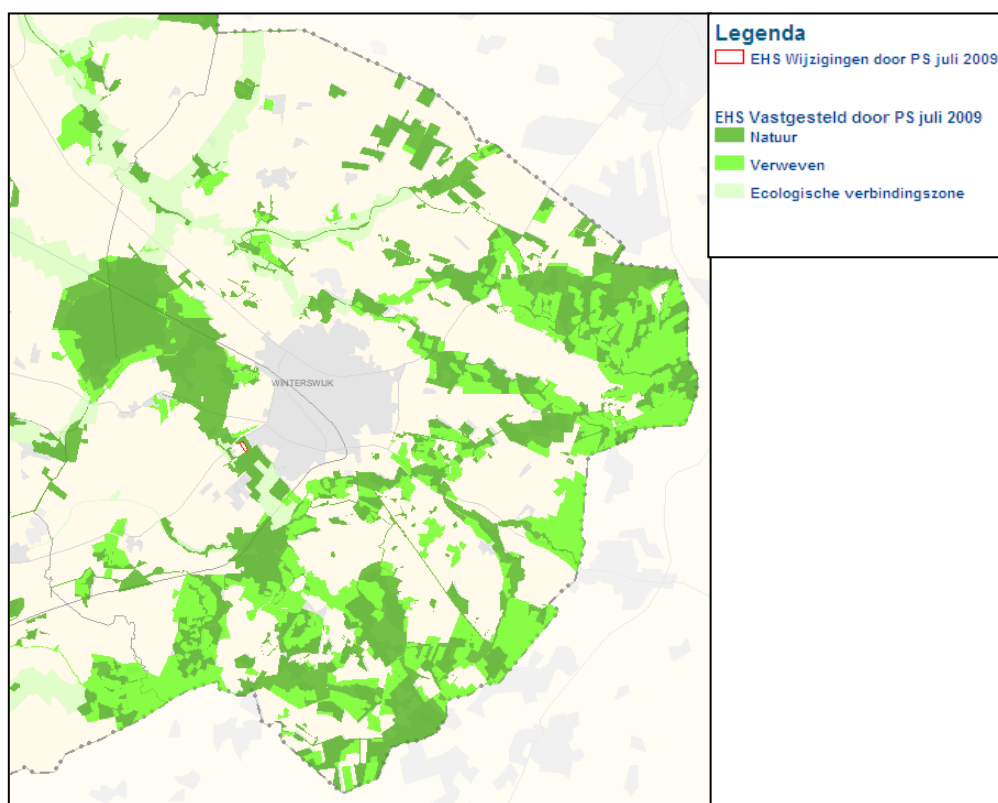 Legenda
EHS Wijzigingen door PS juli 2009
EHS Vastgesteld door PS juli 2009
Natuur
Verweven
Ecologische verbindingszone
WINTERSWIJK